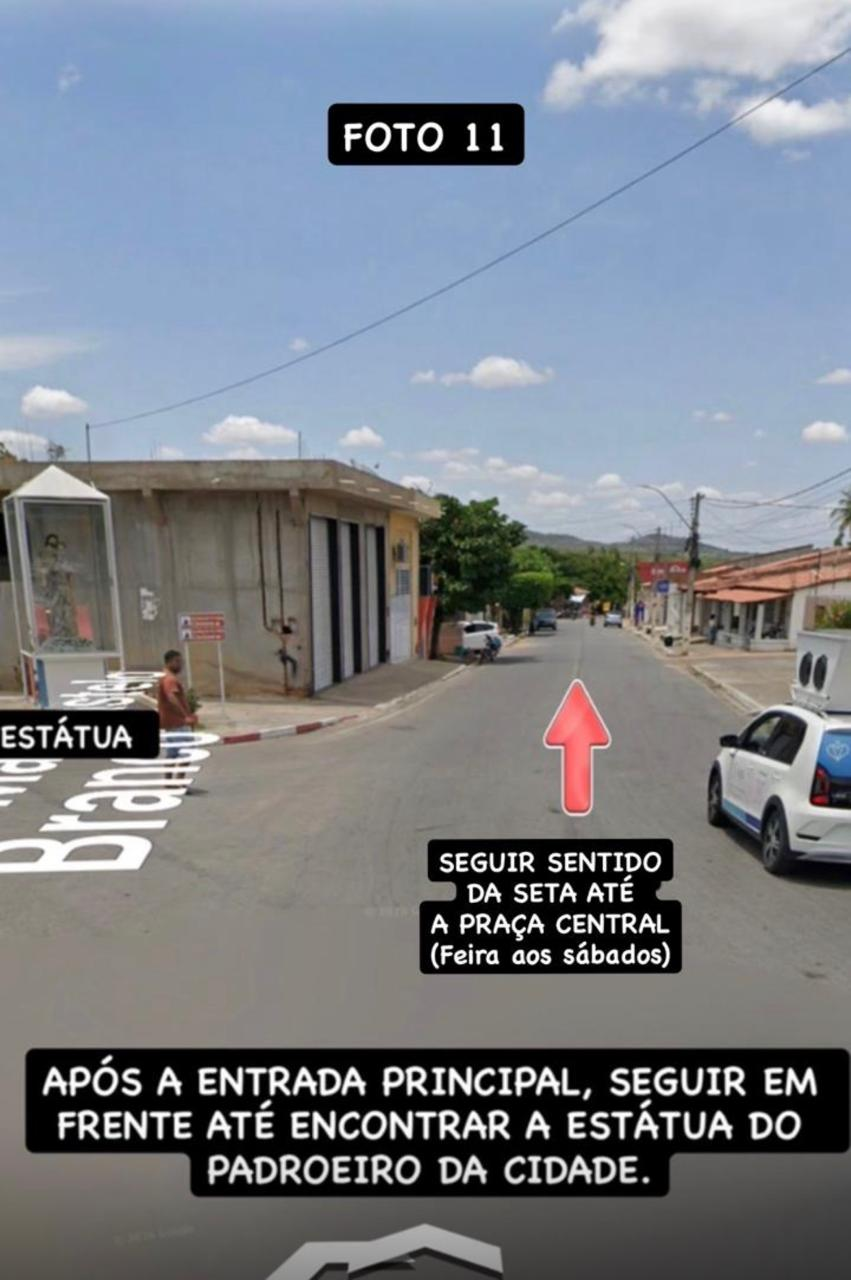 FOTO 11
ESTÁTUA
Branco
SEGUIR SENTIDO
DA SETA ATÉ
A PRAÇA CENTRAL
(Feira aos sábados)
APÓS A ENTRADA PRINCIPAL, SEGUIR EM
FRENTE ATÉ ENCONTRAR A ESTÁTUA DO
PADROEIRO DA CIDADE.